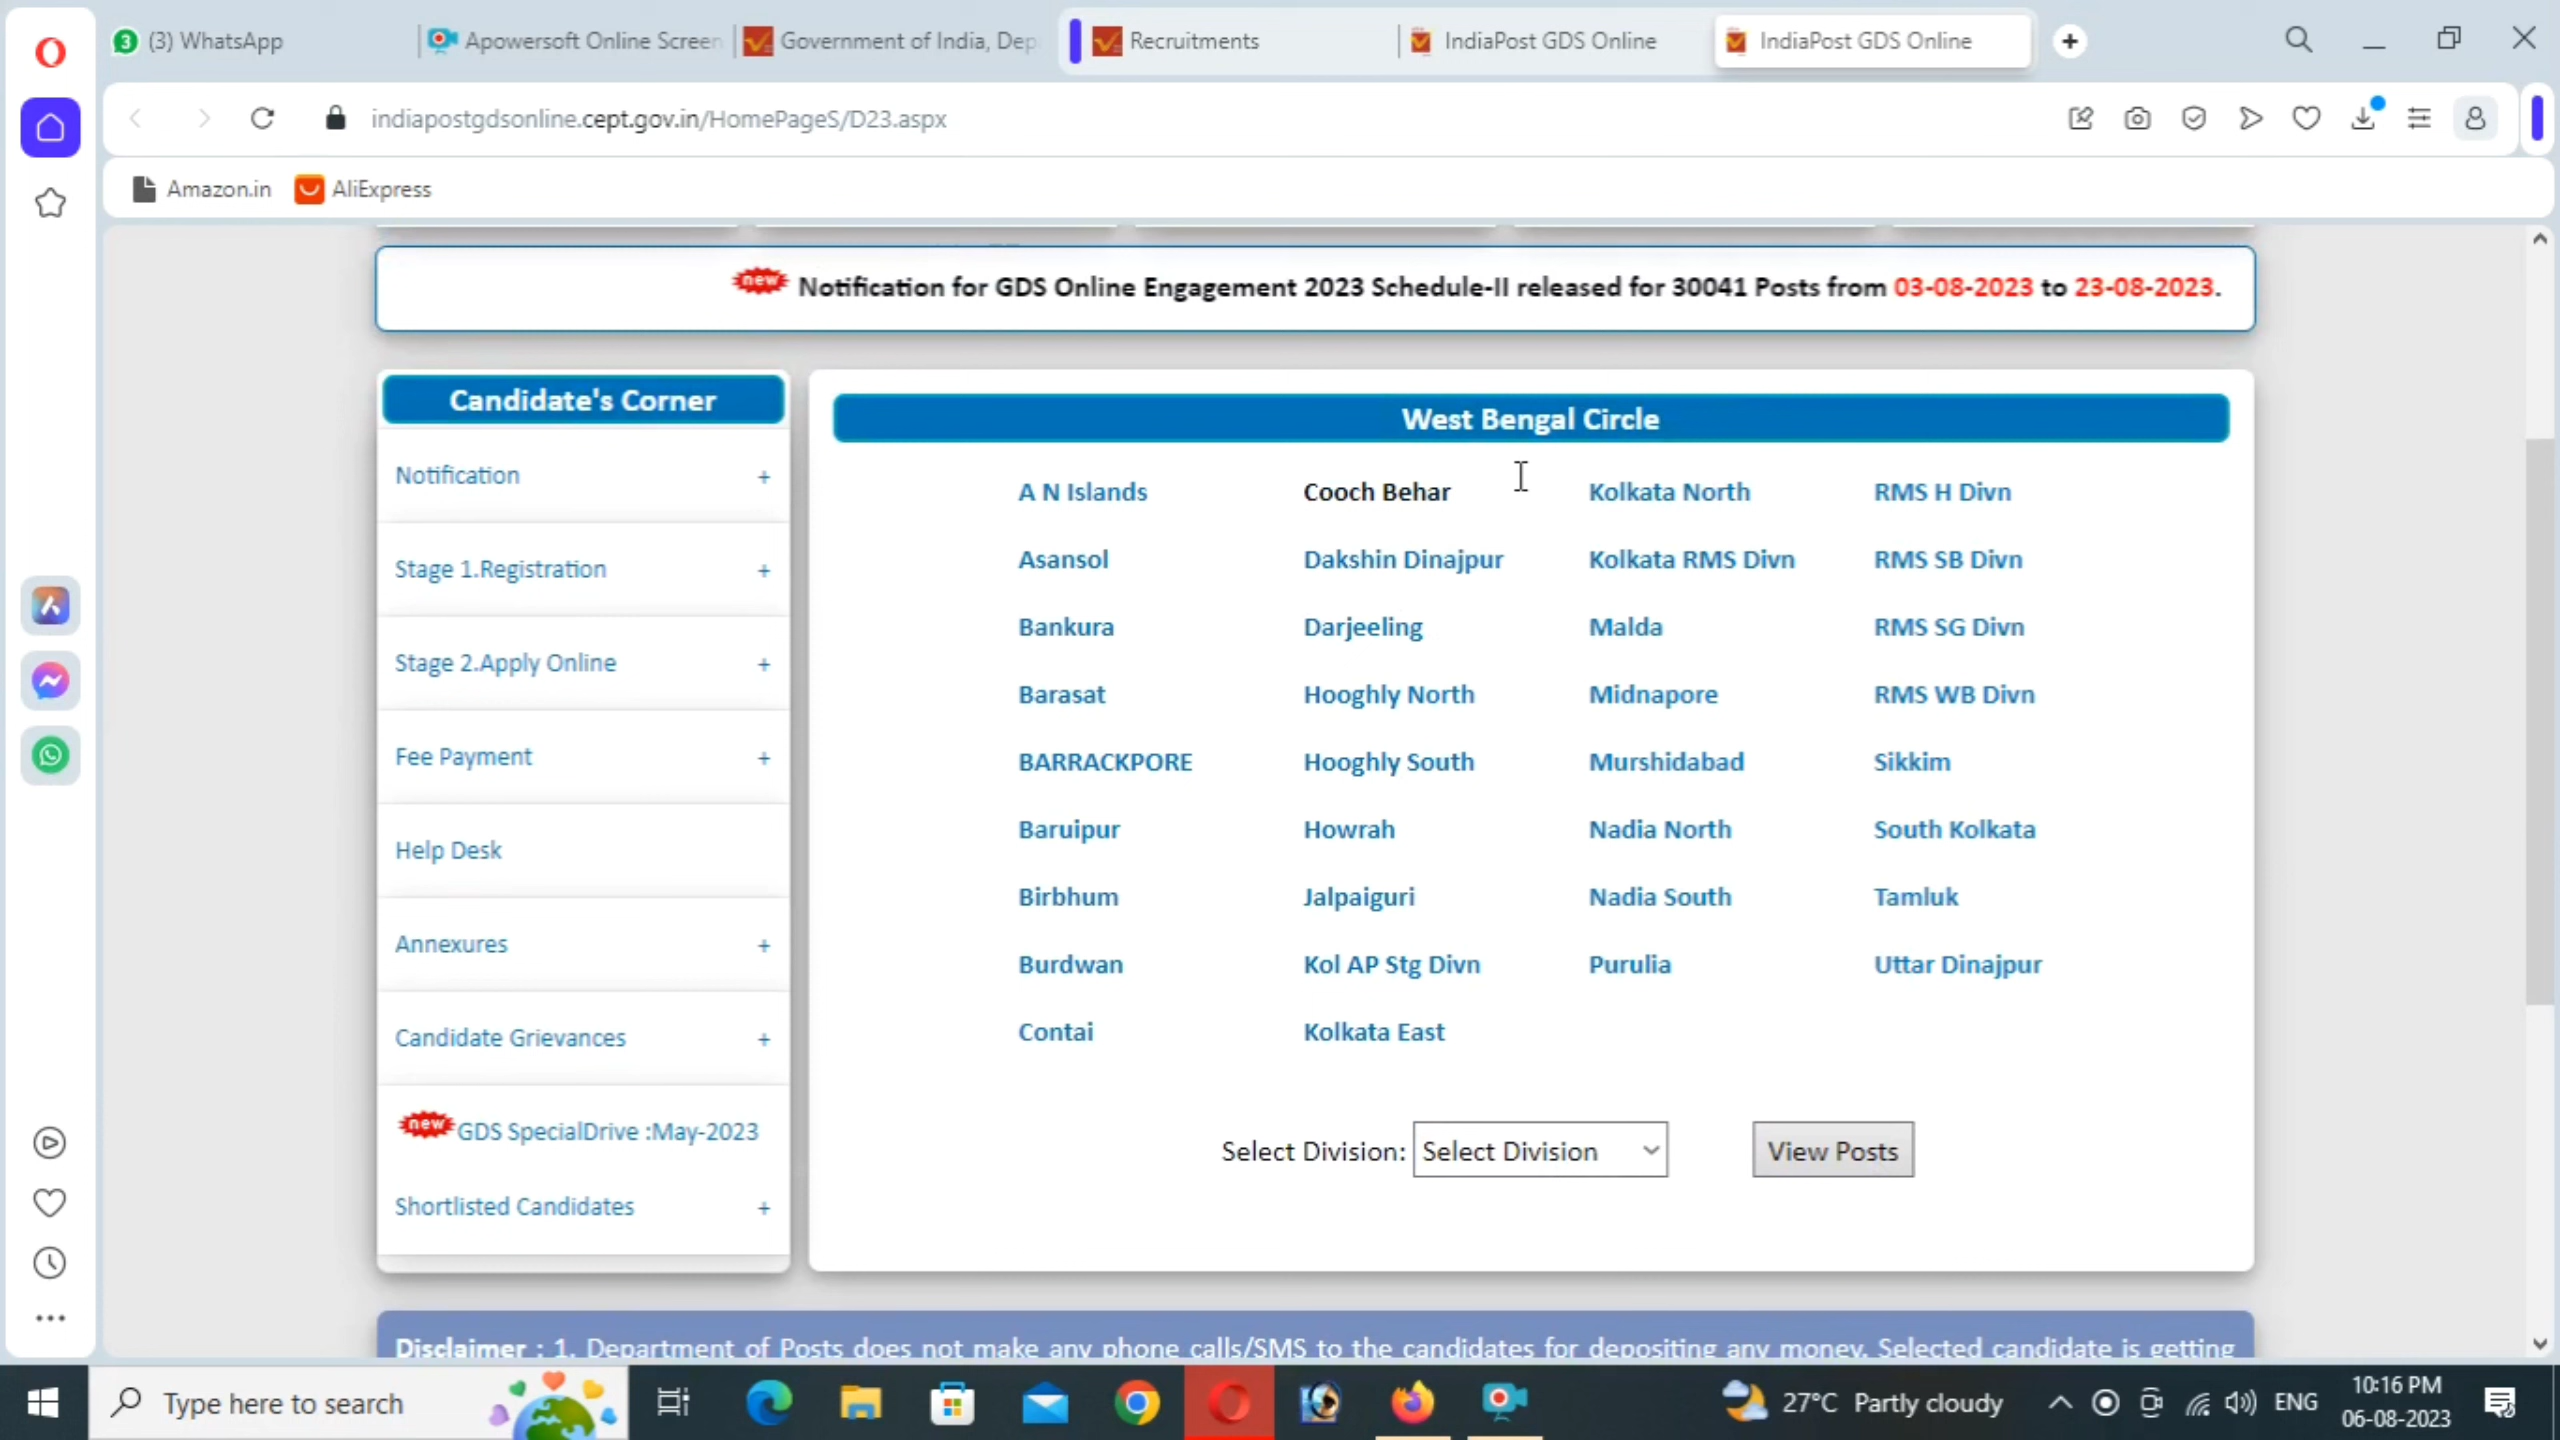 3 (3) WhatsApp
Apowersoft Online Screen
Government of India, Dep
Recruitments
IndiaPost GDS Online
IndiaPost GDS Online
indiapostgdsonline.cept.gov.in/HomePageS/D23.aspx
Amazon.in
AliExpress
new Notification for GDS Online Engagement 2023 Schedule-II released for 30041 Posts from 03-08-2023 to 23-08-2023.
Candidate's Corner
Notification +
Stage 1.Registration +
Stage 2.Apply Online +
Fee Payment +
Help Desk
Annexures +
Candidate Grievances +
new GDS SpecialDrive :May-2023
Shortlisted Candidates +
West Bengal Circle
A N Islands Cooch Behar Kolkata North RMS H Divn
Asansol Dakshin Dinajpur Kolkata RMS Divn RMS SB Divn
Bankura Darjeeling Malda RMS SG Divn
Barasat Hooghly North Midnapore RMS WB Divn
BARRACKPORE Hooghly South Murshidabad Sikkim
Baruipur Howrah Nadia North South Kolkata
Birbhum Jalpaiguri Nadia South Tamluk
Burdwan Kol AP Stg Divn Purulia Uttar Dinajpur
Contai Kolkata East
Select Division: Select Division View Posts
Disclaimer : 1. Department of Posts does not make any phone calls/SMS to the candidates for depositing any money. Selected candidate is getting
Type here to search
27°C Partly cloudy
ENG
10:16 PM
06-08-2023